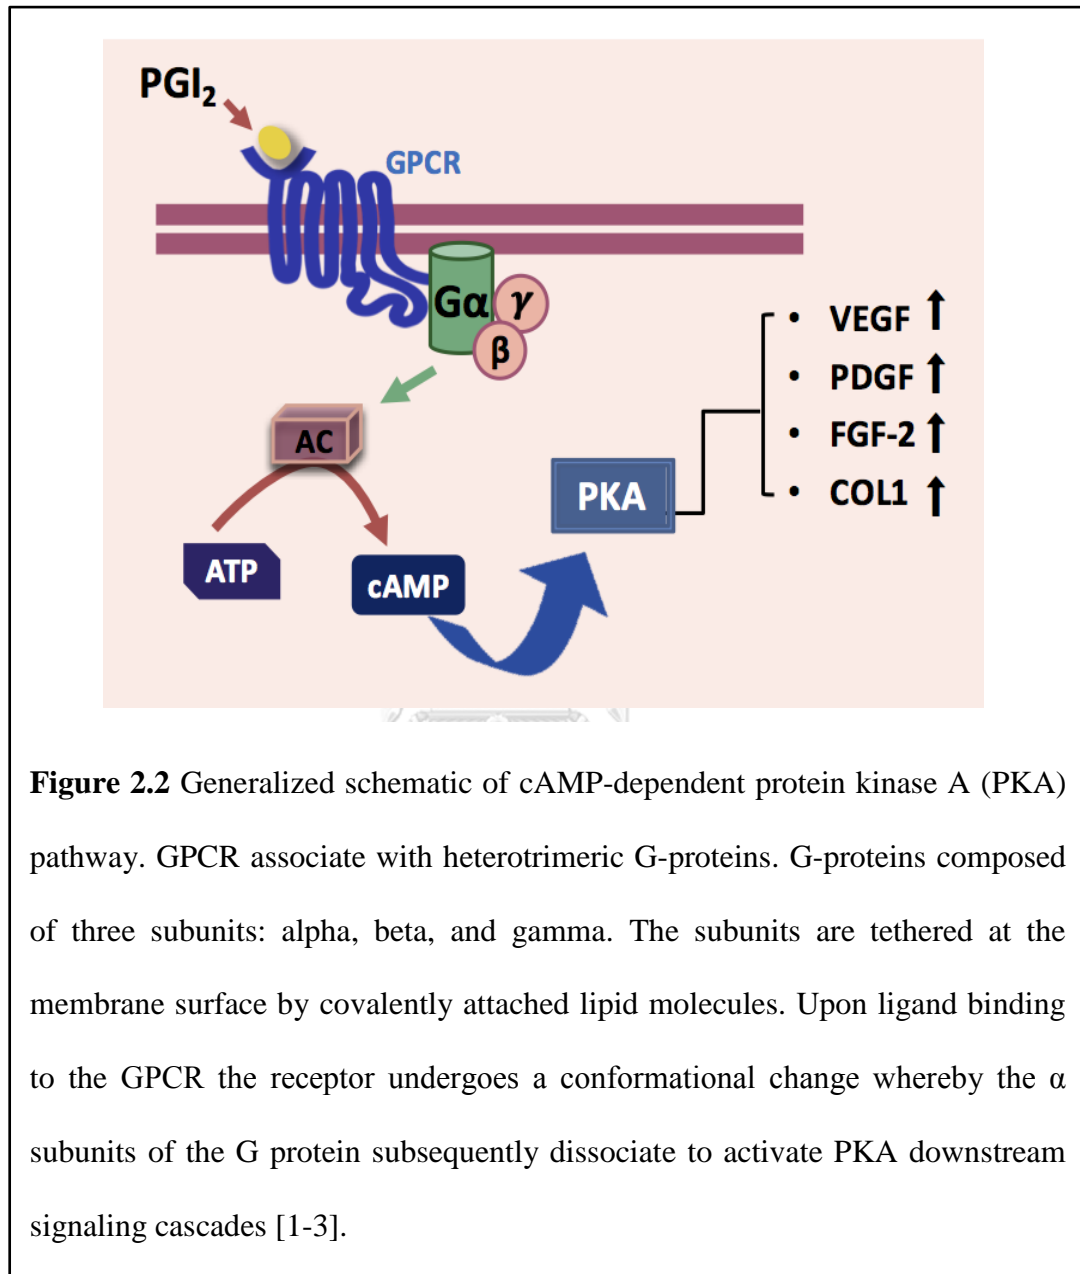 PGI₂
GPCR
Gα
γ
β
AC
ATP
cAMP
PKA
• VEGF ↑
• PDGF ↑
• FGF-2 ↑
• COL1 ↑
Figure 2.2 Generalized schematic of cAMP-dependent protein kinase A (PKA)
pathway. GPCR associate with heterotrimeric G-proteins. G-proteins composed
of three subunits: alpha, beta, and gamma. The subunits are tethered at the
membrane surface by covalently attached lipid molecules. Upon ligand binding
to the GPCR the receptor undergoes a conformational change whereby the α
subunits of the G protein subsequently dissociate to activate PKA downstream
signaling cascades [1-3].